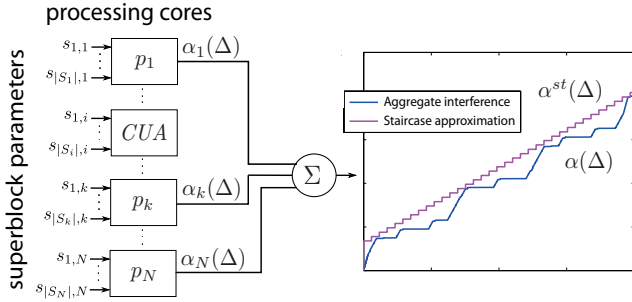 processing cores
superblock parameters
s_{1,1}
s_{|S_1|,1}
p_1
α_1(Δ)
s_{1,i}
s_{|S_i|,i}
CUA
s_{1,k}
s_{|S_k|,k}
p_k
α_k(Δ)
s_{1,N}
s_{|S_N|,N}
p_N
α_N(Δ)
Σ
Aggregate interference
Staircase approximation
α^{st}(Δ)
α(Δ)